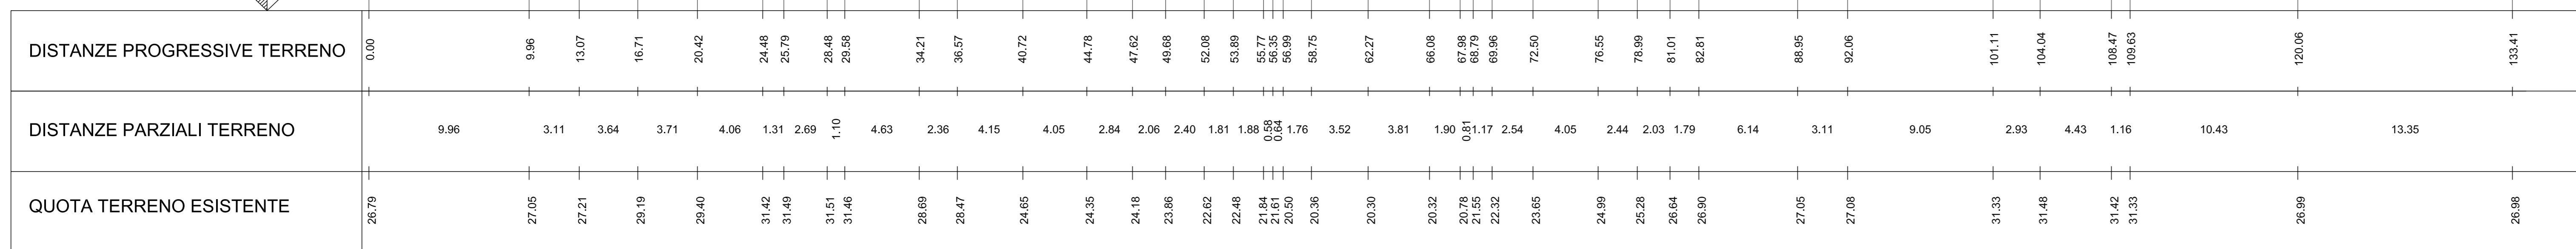 DISTANZE PROGRESSIVE TERRENO 0.00 9.96 13.07 16.71 20.42 24.48 25.79 28.48 29.58 34.21 36.57 40.72 44.78 47.62 49.68 52.08 53.89 55.77 56.35 56.99 58.75 62.27 66.08 67.98 68.79 69.96 72.50 76.55 78.99 81.01 82.81 88.95 92.06 101.11 104.04 108.47 109.63 120.06 133.41
DISTANZE PARZIALI TERRENO 9.96 3.11 3.64 3.71 4.06 1.31 2.69 1.10 4.63 2.36 4.15 4.05 2.84 2.06 2.40 1.81 1.88 0.58 0.64 1.76 3.52 3.81 1.90 0.81 1.17 2.54 4.05 2.44 2.03 1.79 6.14 3.11 9.05 2.93 4.43 1.16 10.43 13.35
QUOTA TERRENO ESISTENTE 26.79 27.05 27.21 29.19 29.40 31.42 31.49 31.51 31.46 28.69 28.47 24.65 24.35 24.18 23.86 22.62 22.48 21.84 21.61 20.50 20.36 20.30 20.32 20.78 21.55 22.32 23.65 24.99 25.28 26.64 26.90 27.05 27.08 31.33 31.48 31.42 31.33 26.99 26.98